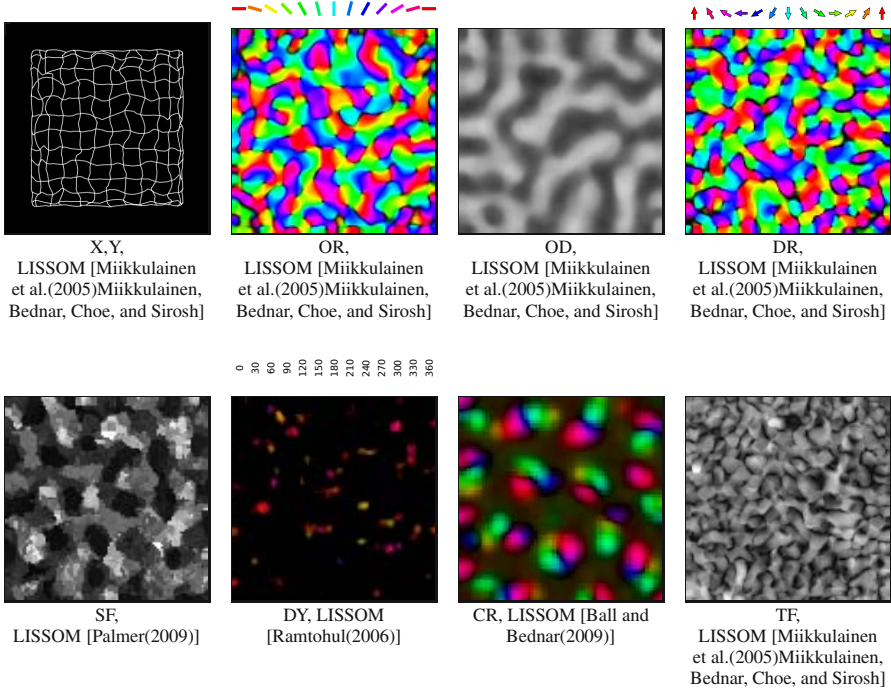 X,Y,
LISSOM [Miikkulainen
et al.(2005)Miikkulainen,
Bednar, Choe, and Sirosh]
OR,
LISSOM [Miikkulainen
et al.(2005)Miikkulainen,
Bednar, Choe, and Sirosh]
OD,
LISSOM [Miikkulainen
et al.(2005)Miikkulainen,
Bednar, Choe, and Sirosh]
DR,
LISSOM [Miikkulainen
et al.(2005)Miikkulainen,
Bednar, Choe, and Sirosh]
0 30 60 90 120 150 180 210 240 270 300 330 360
SF,
LISSOM [Palmer(2009)]
DY, LISSOM
[Ramtohul(2006)]
CR, LISSOM [Ball and
Bednar(2009)]
TF,
LISSOM [Miikkulainen
et al.(2005)Miikkulainen,
Bednar, Choe, and Sirosh]